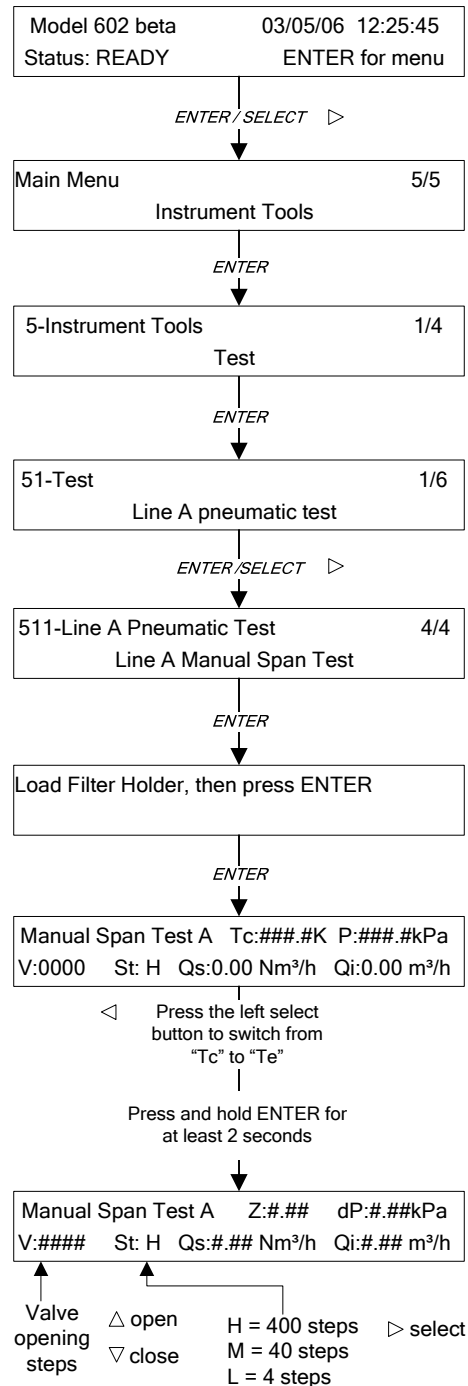 Model 602 beta 03/05/06 12:25:45
Status: READY ENTER for menu
ENTER/SELECT ▷
Main Menu 5/5
Instrument Tools
ENTER
5-Instrument Tools 1/4
Test
ENTER
51-Test 1/6
Line A pneumatic test
ENTER/SELECT ▷
511-Line A Pneumatic Test 4/4
Line A Manual Span Test
ENTER
Load Filter Holder, then press ENTER
ENTER
Manual Span Test A Tc:###.#K P:###.#kPa
V:0000 St: H Qs:0.00 Nm³/h Qi:0.00 m³/h
◁ Press the left select
button to switch from
“Tc” to “Te”
Press and hold ENTER for
at least 2 seconds
Manual Span Test A Z:#.## dP:#.##kPa
V:#### St: H Qs:#.## Nm³/h Qi:#.## m³/h
Valve
opening
steps
△ open
▽ close
H = 400 steps
M = 40 steps
L = 4 steps
▷ select